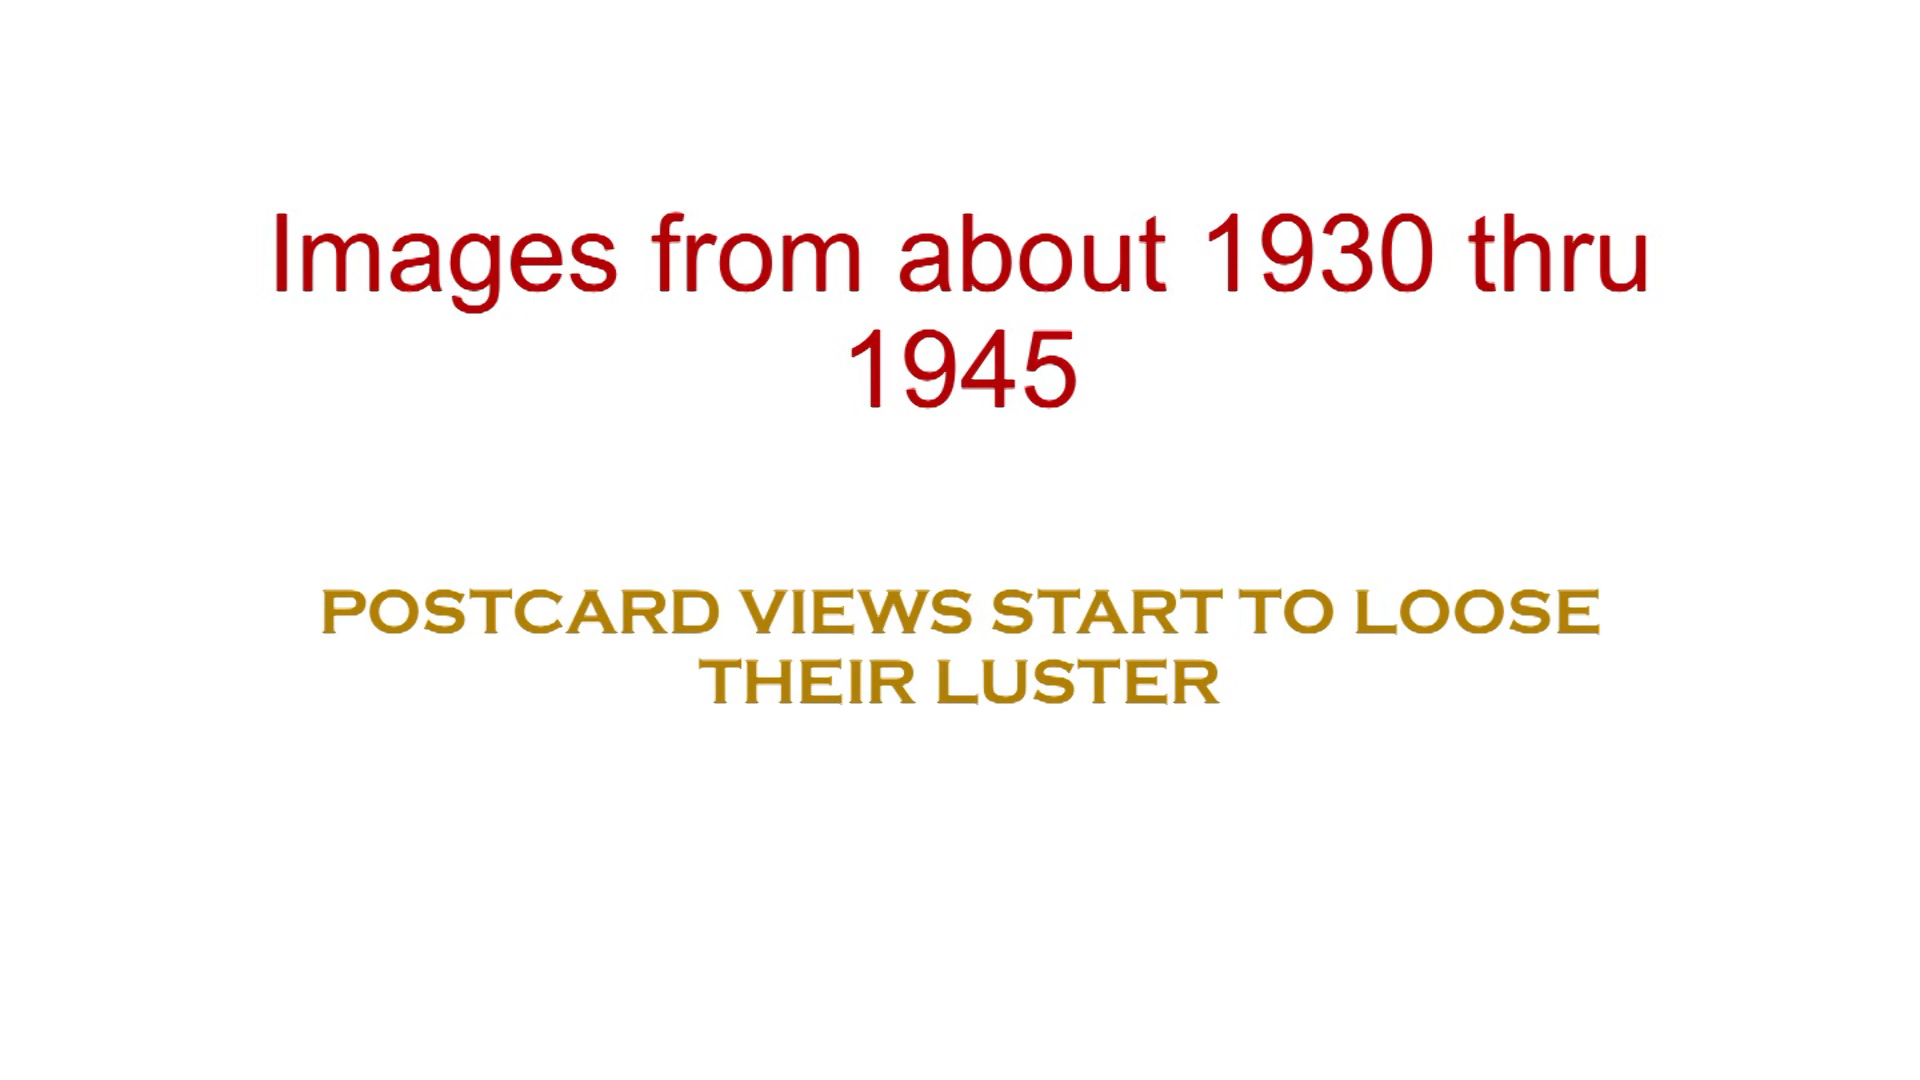 Images from about 1930 thru
1945
POSTCARD VIEWS START TO LOOSE
THEIR LUSTER